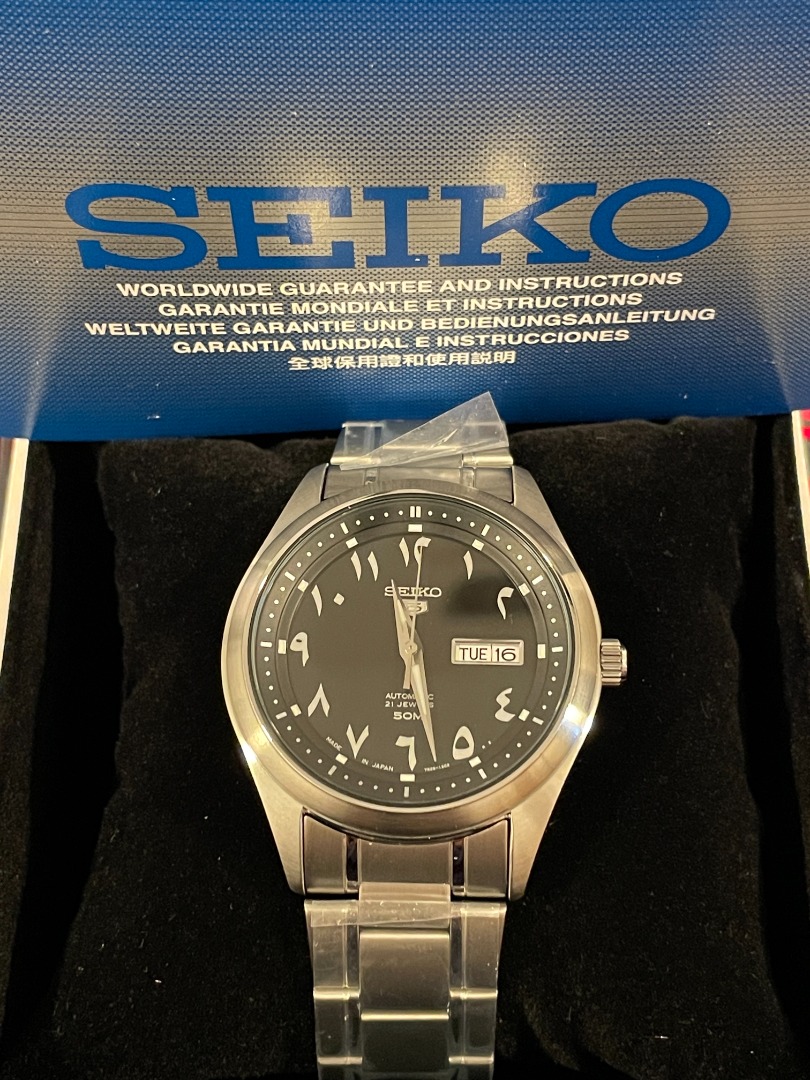 SEIKO
WORLDWIDE GUARANTEE AND INSTRUCTIONS
GARANTIE MONDIALE ET INSTRUCTIONS
WELTWEITE GARANTIE UND BEDIENUNGSANLEITUNG
GARANTIA MUNDIAL E INSTRUCCIONES
全球保用證和使用説明
١٢
١١
١
١٠
SEIKO
5
٢
٩
TUE 16
٨
AUTOMATIC
21 JEWELS
50M
٤
٧
٦
٥
MADE IN JAPAN